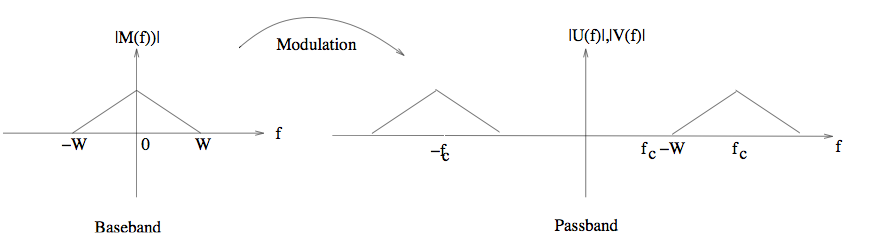 |M(f))|
Modulation
–W
0
W
f
Baseband
|U(f)|,|V(f)|
–fc
fc –W
fc
f
Passband